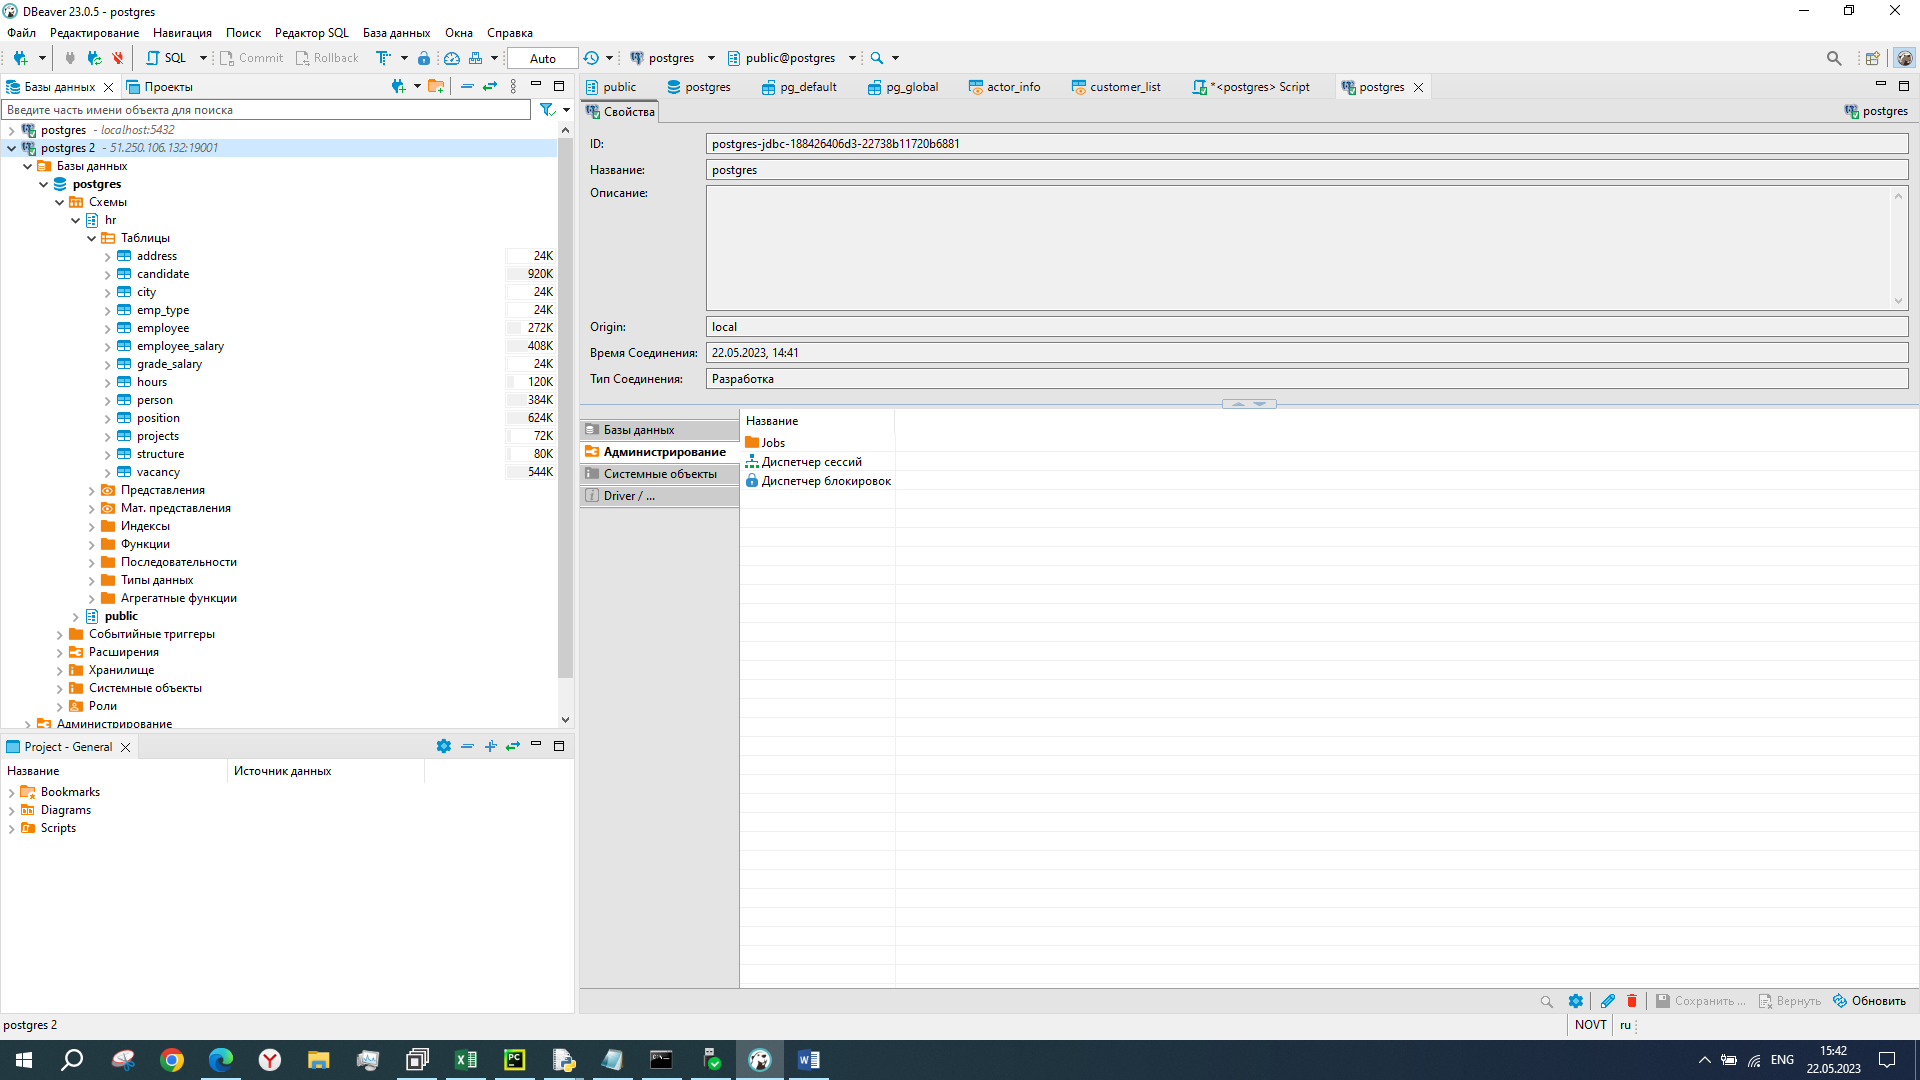 DBeaver 23.0.5 - postgres
Файл Редактирование Навигация Поиск Редактор SQL База данных Окна Справка
SQL Commit Rollback Auto postgres public@postgres
Базы данных Проекты
Введите часть имени объекта для поиска
postgres - localhost:5432
postgres 2 - 51.250.106.132:19001
Базы данных
postgres
Схемы
hr
Таблицы
address 24K
candidate 920K
city 24K
emp_type 24K
employee 272K
employee_salary 408K
grade_salary 24K
hours 120K
person 384K
position 624K
projects 72K
structure 80K
vacancy 544K
Представления
Мат. представления
Индексы
Функции
Последовательности
Типы данных
Агрегатные функции
public
Событийные триггеры
Расширения
Хранилище
Системные объекты
Роли
Администрирование
Project - General
Название Источник данных
Bookmarks
Diagrams
Scripts
public postgres pg_default pg_global actor_info customer_list *<postgres> Script postgres
Свойства postgres
ID: postgres-jdbc-188426406d3-22738b11720b6881
Название: postgres
Описание:
Origin: local
Время Соединения: 22.05.2023, 14:41
Тип Соединения: Разработка
Базы данных
Администрирование
Системные объекты
Driver / ...
Название
Jobs
Диспетчер сессий
Диспетчер блокировок
Сохранить ... Вернуть Обновить
postgres 2 NOVT ru
ENG 15:42
22.05.2023